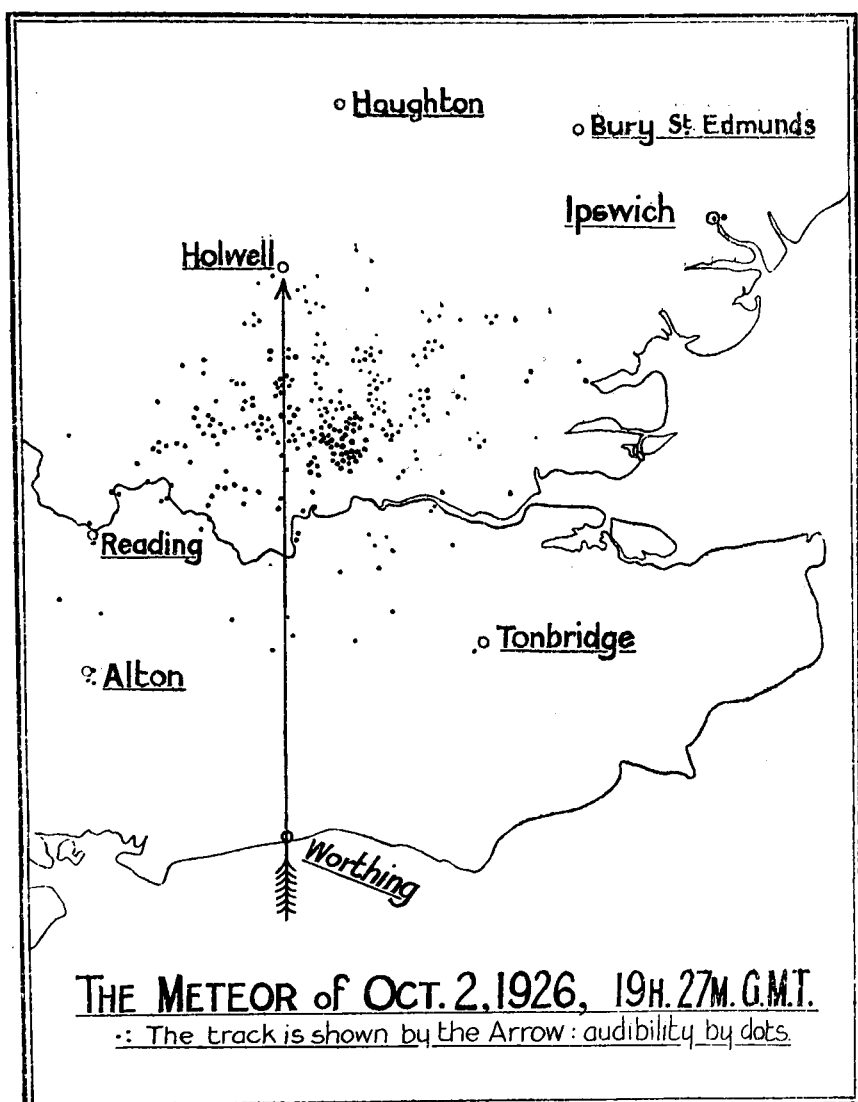 Houghton
Bury St. Edmunds
Ipswich
Holwell
Reading
Tonbridge
Alton
Worthing
THE METEOR of OCT. 2, 1926, 19H. 27M. G.M.T.
.: The track is shown by the Arrow : audibility by dots.